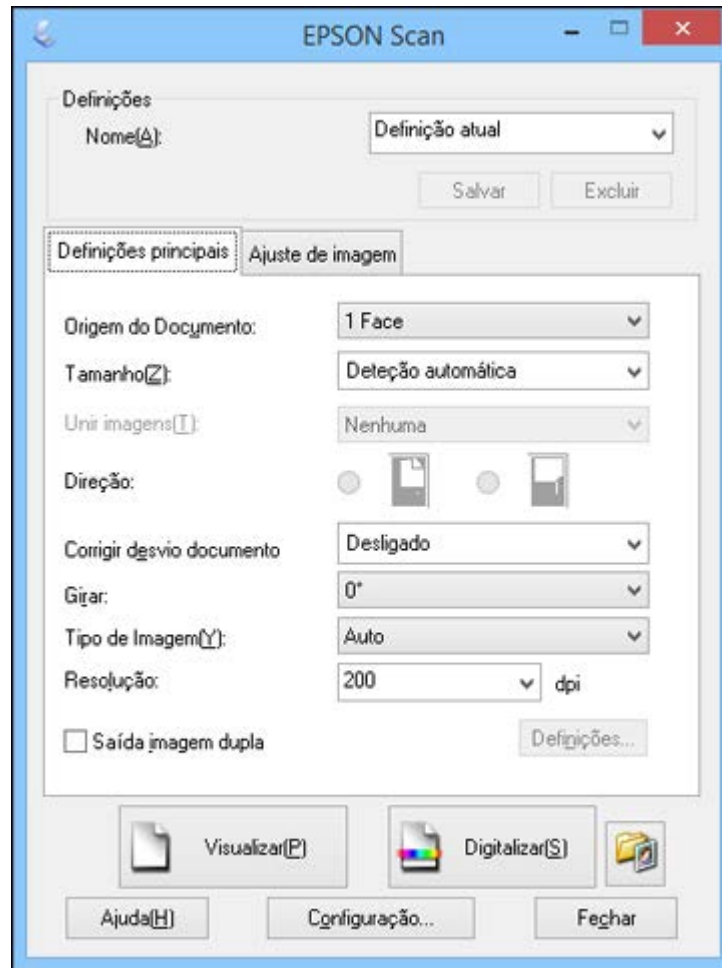 EPSON Scan
Definições
Nome(A): Definição atual
Salvar Excluir
Definições principais Ajuste de imagem
Origem do Documento: 1 Face
Tamanho(Z): Deteção automática
Unir imagens(T): Nenhuma
Direção:
Corrigir desvio documento Desligado
Girar: 0°
Tipo de Imagem(Y): Auto
Resolução: 200 dpi
Saída imagem dupla Definições...
Visualizar(P) Digitalizar(S)
Ajuda(H) Configuração... Fechar